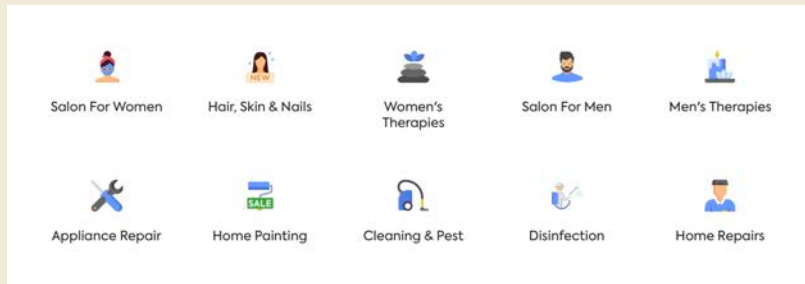 NEW
Salon For Women
Hair, Skin & Nails
Women's
Therapies
Salon For Men
Men's Therapies
SALE
Appliance Repair
Home Painting
Cleaning & Pest
Disinfection
Home Repairs